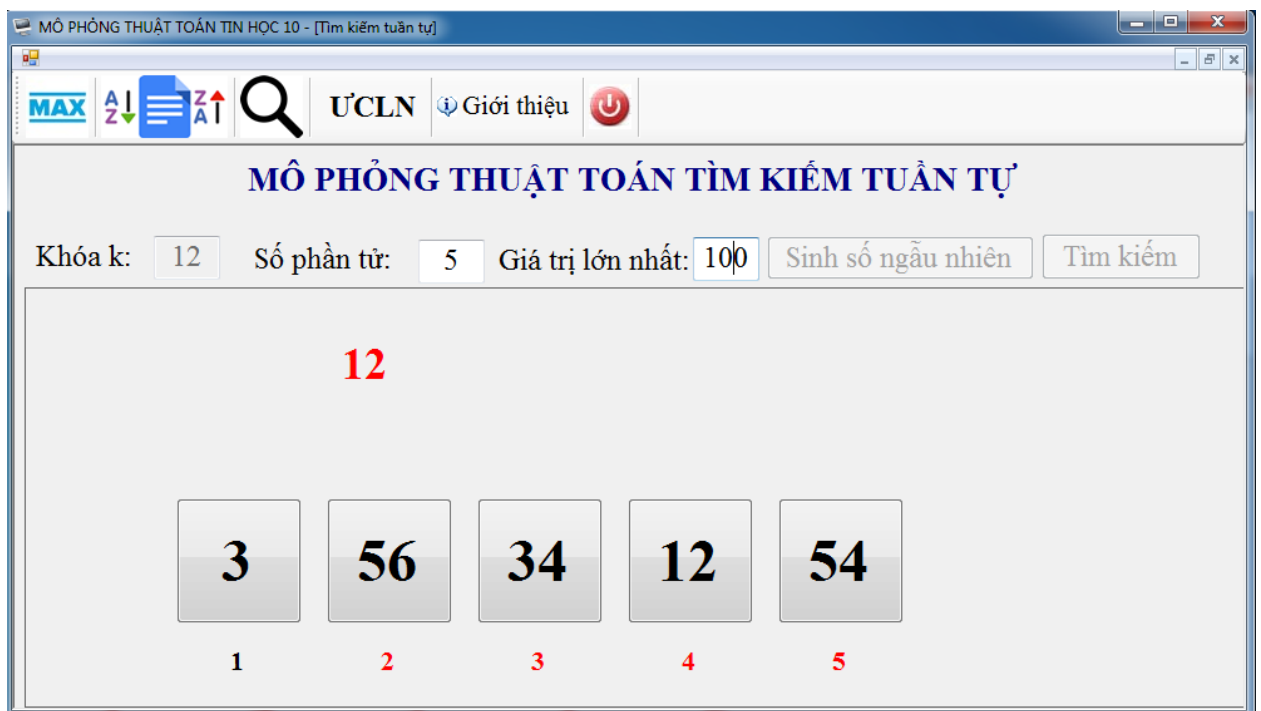 MÔ PHỎNG THUẬT TOÁN TIN HỌC 10 - [Tìm kiếm tuần tự]
MAX A Z Z A ƯCLN Giới thiệu
MÔ PHỎNG THUẬT TOÁN TÌM KIẾM TUẦN TỰ
Khóa k: 12 Số phần tử: 5 Giá trị lớn nhất: 100 Sinh số ngẫu nhiên Tìm kiếm
12
3 56 34 12 54
1 2 3 4 5